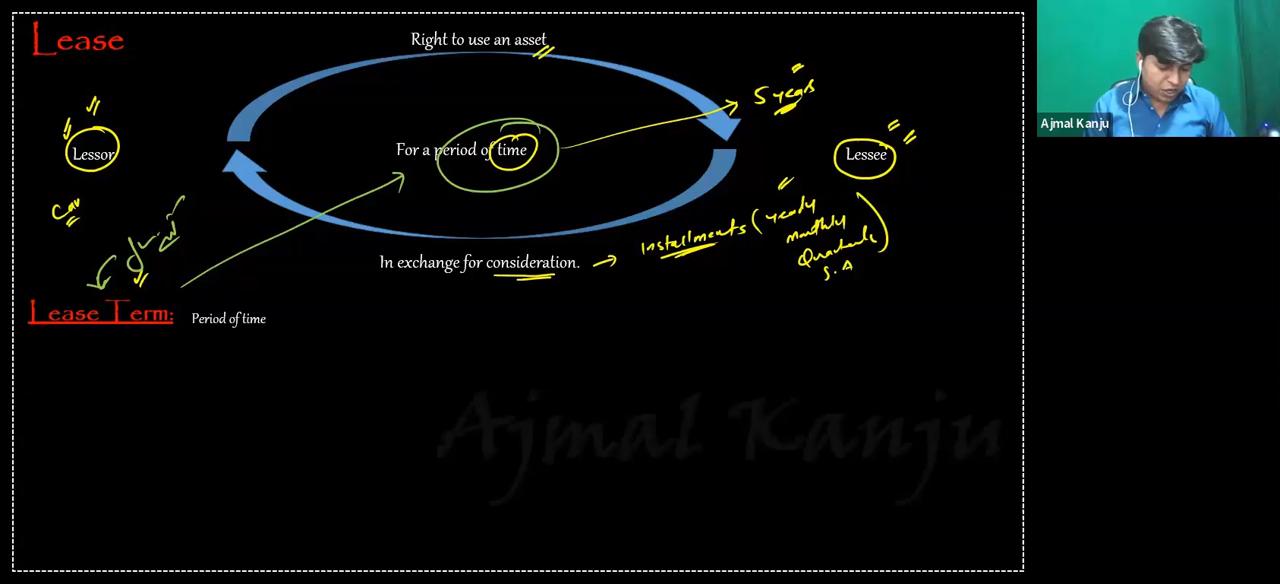 Lease
Right to use an asset
5 years
Ajmal Kanju
Lessor
For a period of time
Lessee
Car
Installments (yearly
monthly
S.A
In exchange for consideration.
Lease Term:
Period of time
Ajmal Kanju